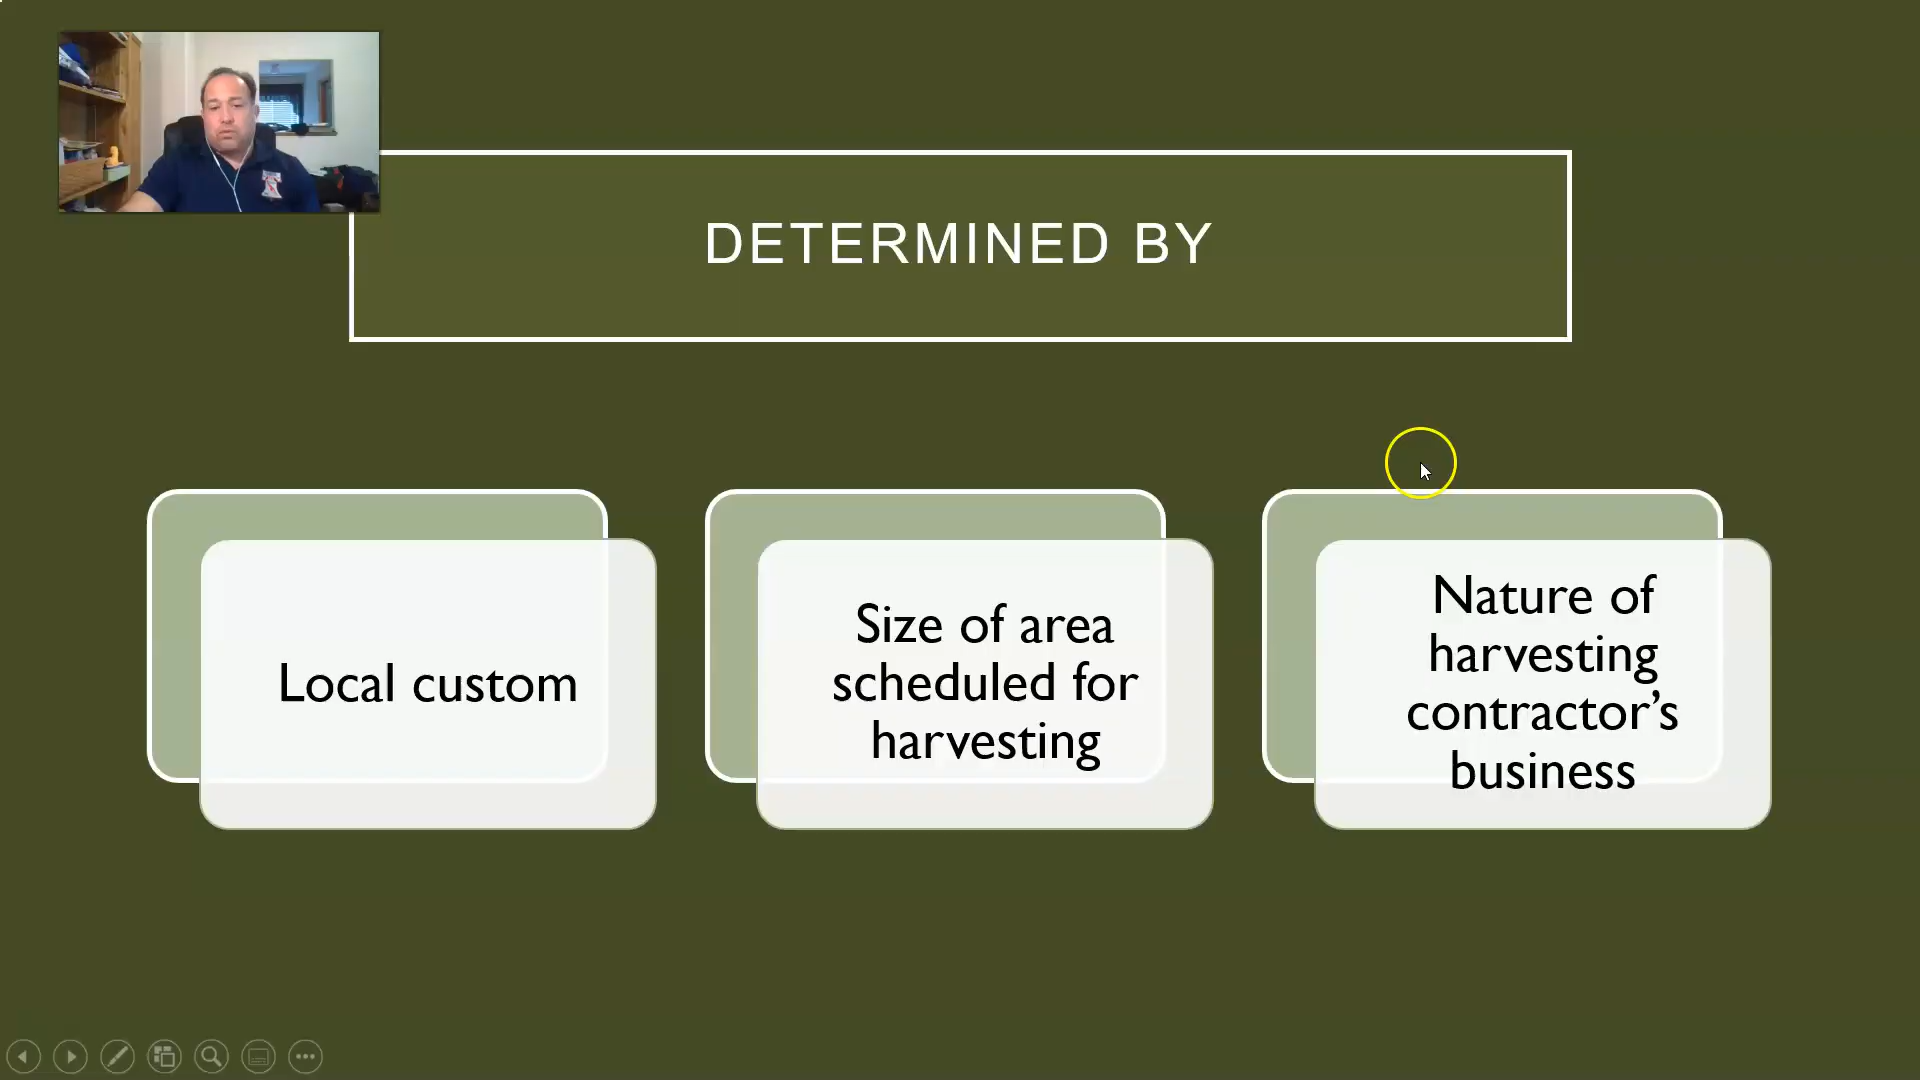 DETERMINED BY
Local custom
Size of area
scheduled for
harvesting
Nature of
harvesting
contractor’s
business